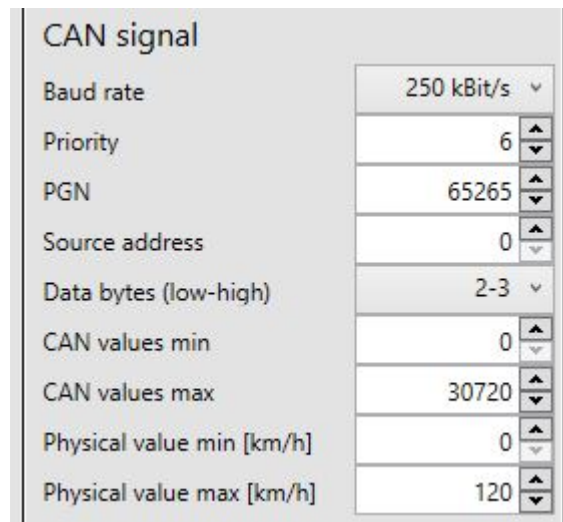 CAN signal
Baud rate 250 kBit/s
Priority 6
PGN 65265
Source address 0
Data bytes (low-high) 2-3
CAN values min 0
CAN values max 30720
Physical value min [km/h] 0
Physical value max [km/h] 120